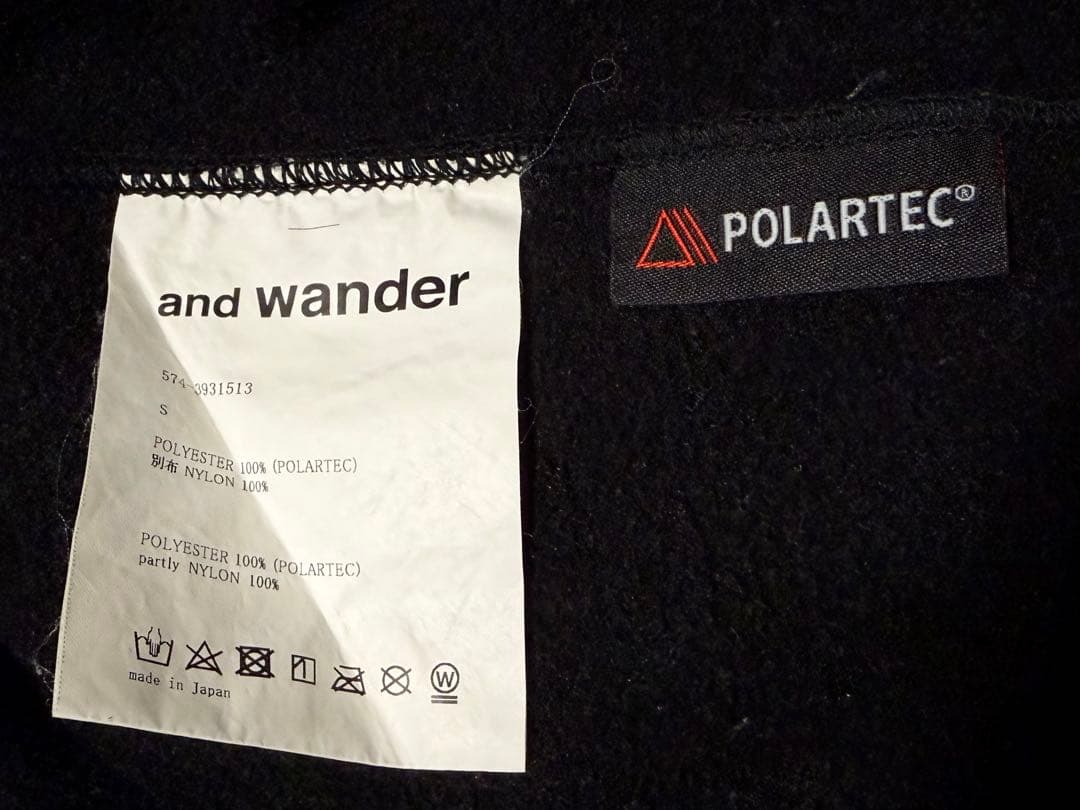 and wander
574-3931513
S
POLYESTER 100% (POLARTEC)
別布 NYLON 100%
POLYESTER 100% (POLARTEC)
partly NYLON 100%
W
made in Japan
POLARTEC®